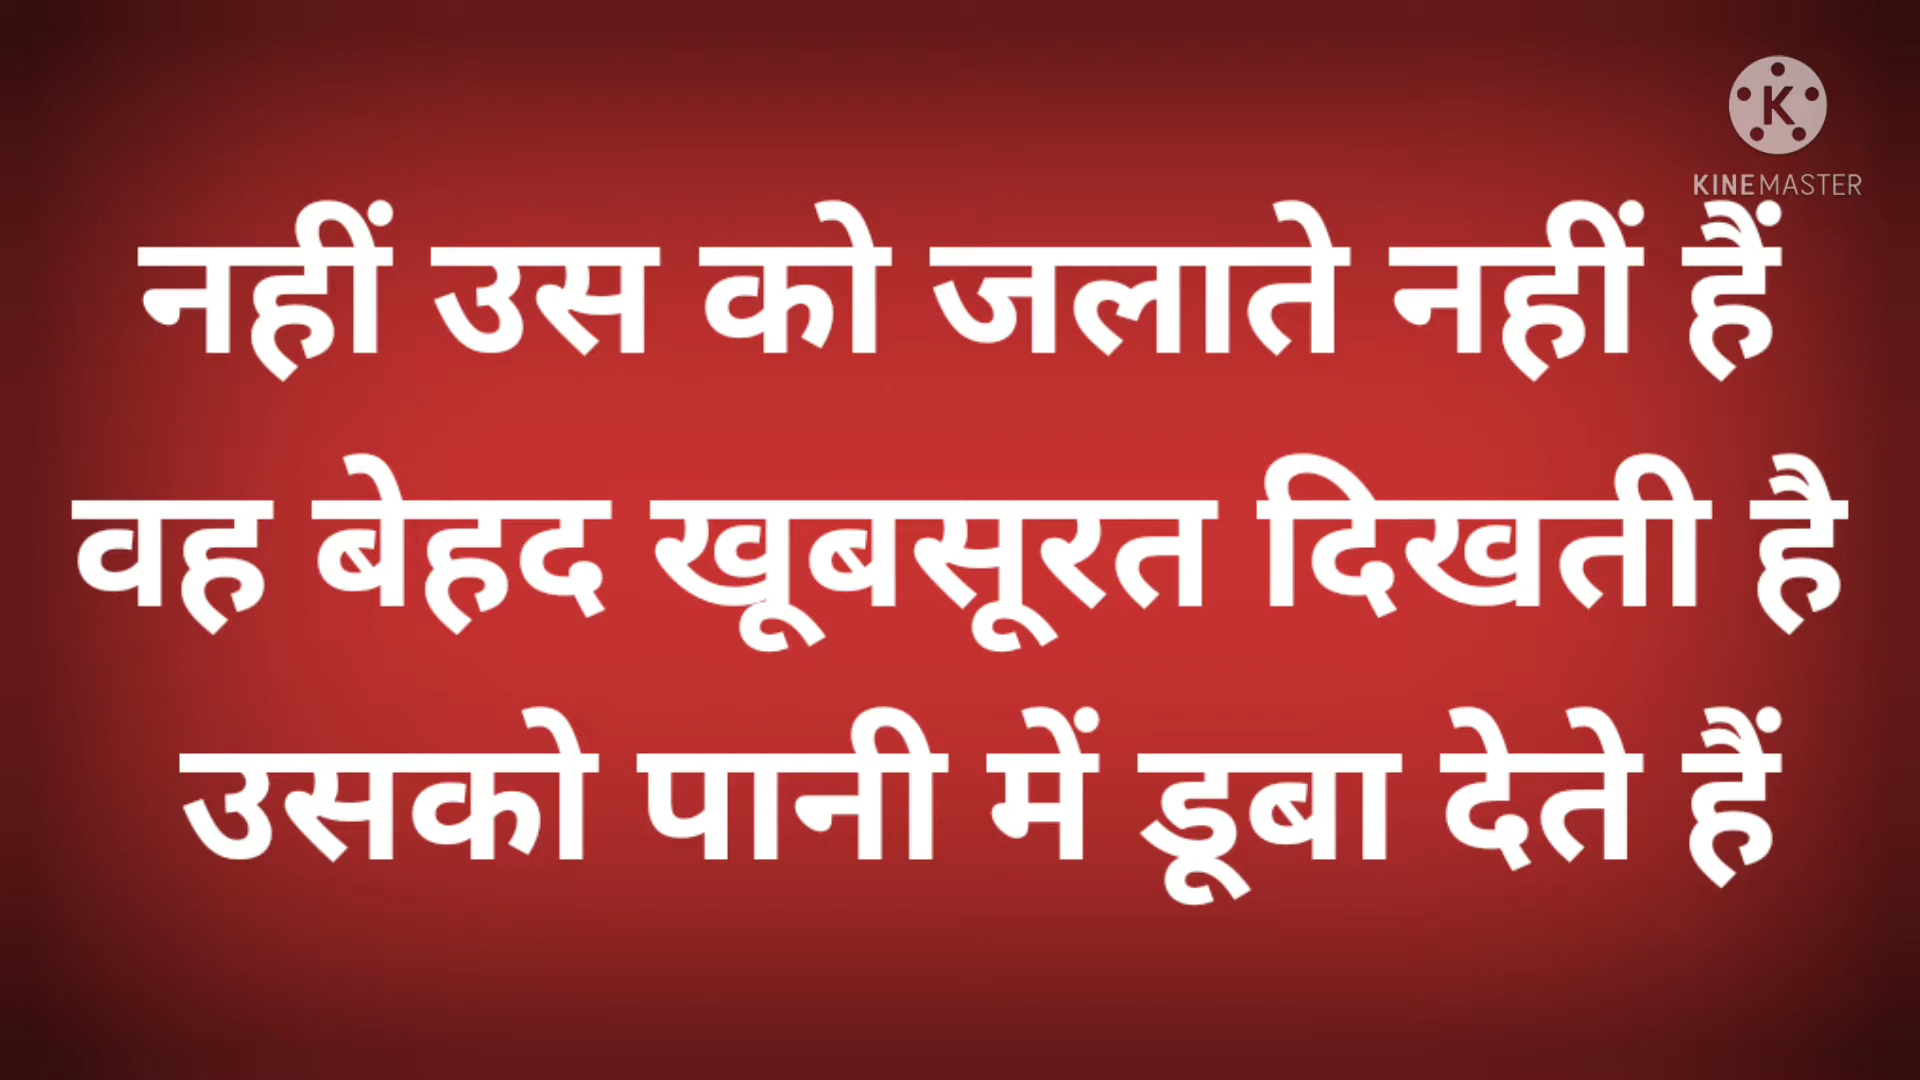 KINEMASTER
नहीं उस को जलाते नहीं हैं
वह बेहद खूबसूरत दिखती है
उसको पानी में डूबा देते हैं